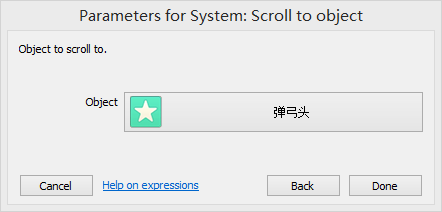 Parameters for System: Scroll to object
Object to scroll to.
Object 弹弓头
Cancel Help on expressions Back Done